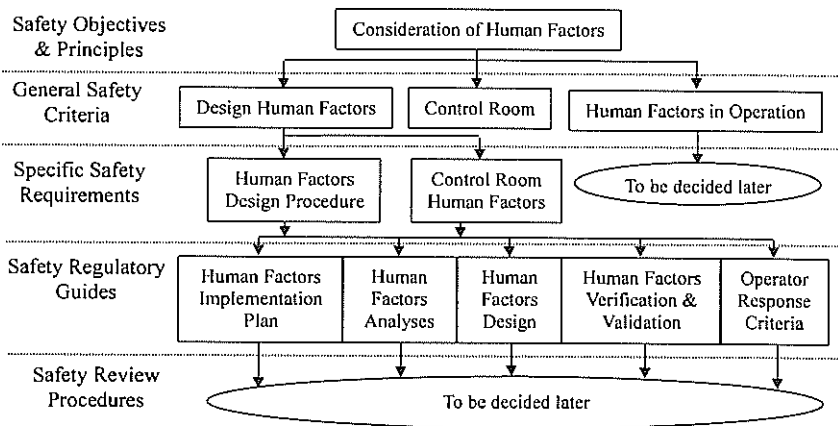 Safety Objectives
& Principles
Consideration of Human Factors
General Safety
Criteria
Design Human Factors
Control Room
Human Factors in Operation
Specific Safety
Requirements
Human Factors
Design Procedure
Control Room
Human Factors
To be decided later
Safety Regulatory
Guides
Human Factors
Implementation
Plan
Human
Factors
Analyses
Human
Factors
Design
Human Factors
Verification &
Validation
Operator
Response
Criteria
Safety Review
Procedures
To be decided later